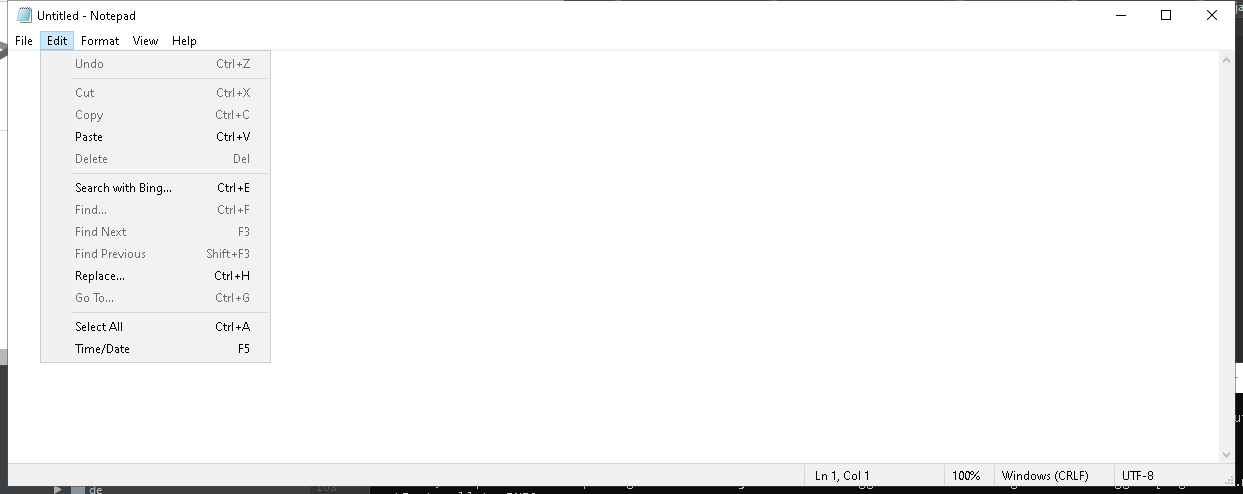 Untitled - Notepad
File Edit Format View Help
Undo Ctrl+Z
Cut Ctrl+X
Copy Ctrl+C
Paste Ctrl+V
Delete Del
Search with Bing... Ctrl+E
Find... Ctrl+F
Find Next F3
Find Previous Shift+F3
Replace... Ctrl+H
Go To... Ctrl+G
Select All Ctrl+A
Time/Date F5
Ln 1, Col 1 100% Windows (CRLF) UTF-8
de